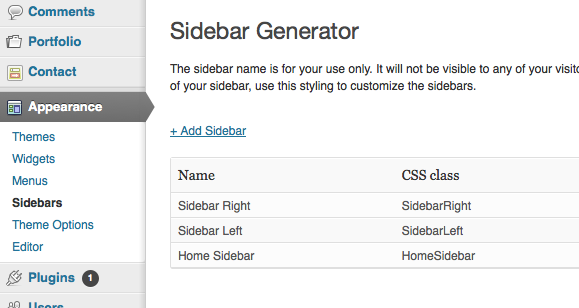 Comments
Portfolio
Contact
Appearance
Themes
Widgets
Menus
Sidebars
Theme Options
Editor
Plugins 1
Users
Sidebar Generator
The sidebar name is for your use only. It will not be visible to any of your
of your sidebar, use this styling to customize the sidebars.
+ Add Sidebar
Name CSS class
Sidebar Right SidebarRight
Sidebar Left SidebarLeft
Home Sidebar HomeSidebar